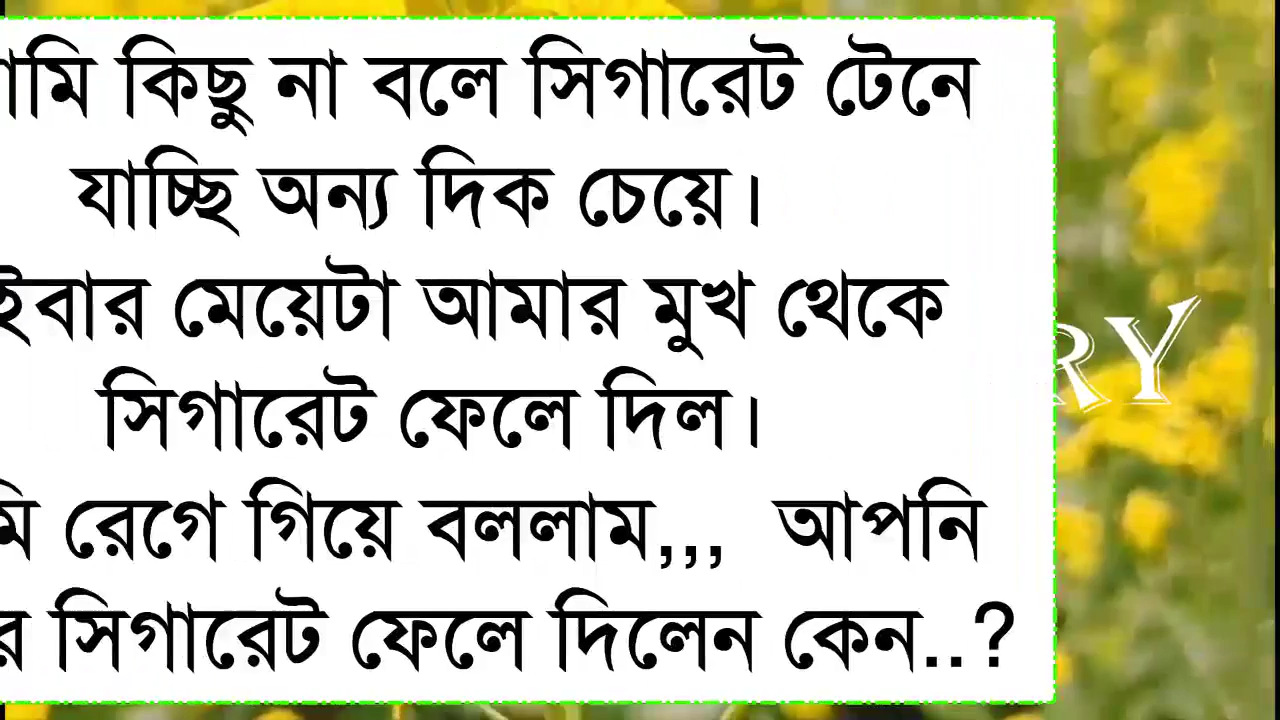 কিছু না বলে সিগারেট টেনে
যাচ্ছি অন্য দিক চেয়ে।
মেয়েটা আমার মুখ থেকে
সিগারেট ফেলে দিল।
রেগে গিয়ে বললাম,,, আপনি
সিগারেট ফেলে দিলেন কেন..?